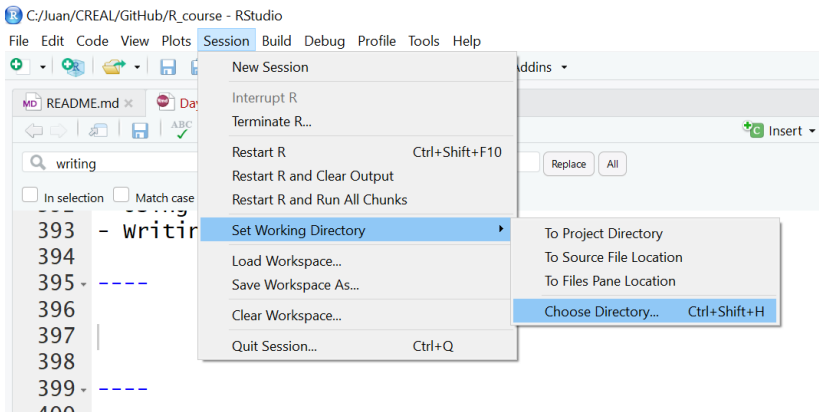 C:/Juan/CREAL/GitHub/R_course - RStudio
File Edit Code View Plots Session Build Debug Profile Tools Help
New Session
Addins
Interrupt R
README.md
Terminate R...
ABC
Insert
Restart R Ctrl+Shift+F10
writing
Replace All
Restart R and Clear Output
In selection Match case
Restart R and Run All Chunks
393 - Writin
Set Working Directory
To Project Directory
394
To Source File Location
Load Workspace...
395 ----
To Files Pane Location
Save Workspace As...
396
Choose Directory... Ctrl+Shift+H
Clear Workspace...
397
Quit Session... Ctrl+Q
398
399 ----